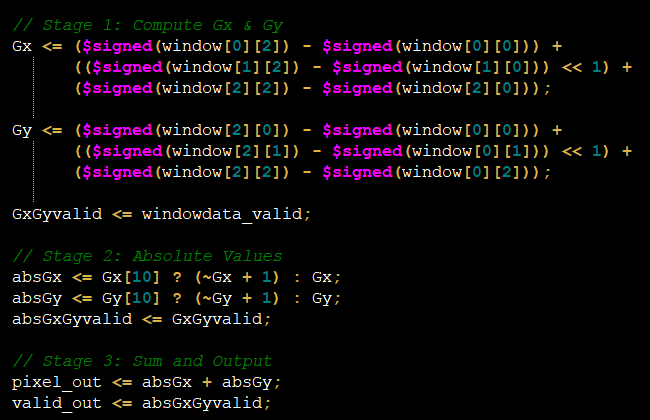 // Stage 1: Compute Gx & Gy
Gx <= ($signed(window[0][2]) - $signed(window[0][0])) +
(($signed(window[1][2]) - $signed(window[1][0])) << 1) +
($signed(window[2][2]) - $signed(window[2][0]));
Gy <= ($signed(window[2][0]) - $signed(window[0][0])) +
(($signed(window[2][1]) - $signed(window[0][1])) << 1) +
($signed(window[2][2]) - $signed(window[0][2]));
GxGyvalid <= windowdata_valid;
// Stage 2: Absolute Values
absGx <= Gx[10] ? (~Gx + 1) : Gx;
absGy <= Gy[10] ? (~Gy + 1) : Gy;
absGxGyvalid <= GxGyvalid;
// Stage 3: Sum and Output
pixel_out <= absGx + absGy;
valid_out <= absGxGyvalid;